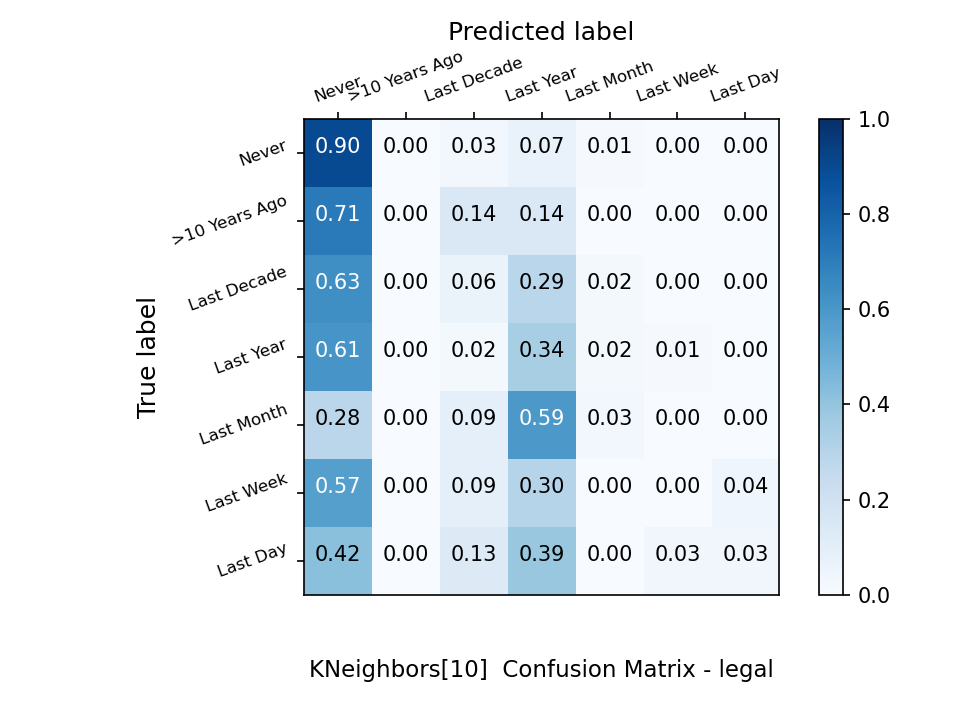 Predicted label
Never >10 Years Ago Last Decade Last Year Last Month Last Week Last Day
True label
Never 0.90 0.00 0.03 0.07 0.01 0.00 0.00
>10 Years Ago 0.71 0.00 0.14 0.14 0.00 0.00 0.00
Last Decade 0.63 0.00 0.06 0.29 0.02 0.00 0.00
Last Year 0.61 0.00 0.02 0.34 0.02 0.01 0.00
Last Month 0.28 0.00 0.09 0.59 0.03 0.00 0.00
Last Week 0.57 0.00 0.09 0.30 0.00 0.00 0.04
Last Day 0.42 0.00 0.13 0.39 0.00 0.03 0.03
1.0
0.8
0.6
0.4
0.2
0.0
KNeighbors[10]  Confusion Matrix - legal